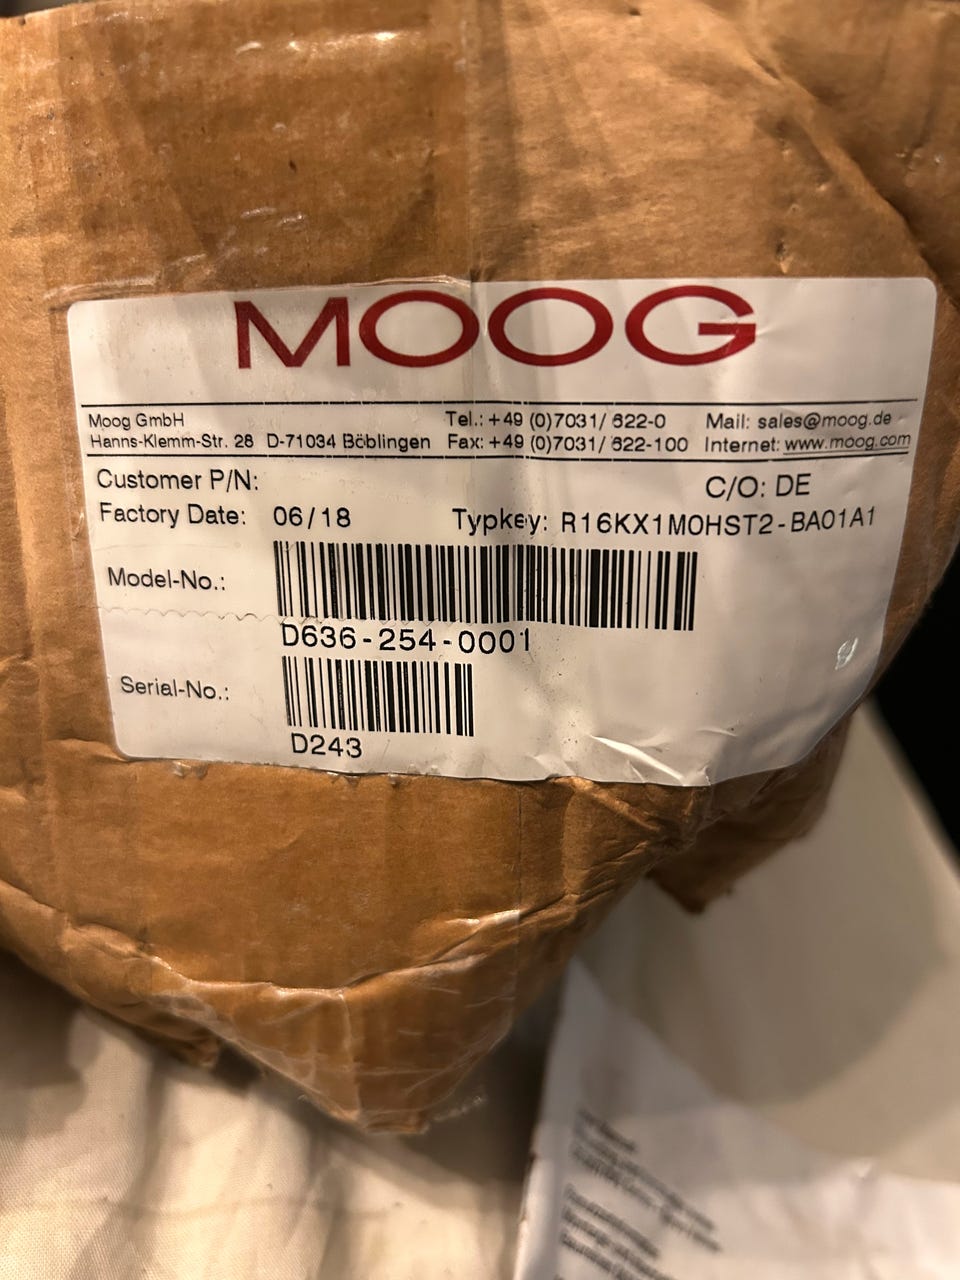 MOOG
Moog GmbH Tel.: +49 (0)7031/ 622-0 Mail: sales@moog.de
Hanns-Klemm-Str. 28 D-71034 Böblingen Fax: +49 (0)7031/ 622-100 Internet: www.moog.com
Customer P/N: C/O: DE
Factory Date: 06/18 Typkey: R16KX1M0HST2-BA01A1
Model-No.:
D636-254-0001
Serial-No.:
D243